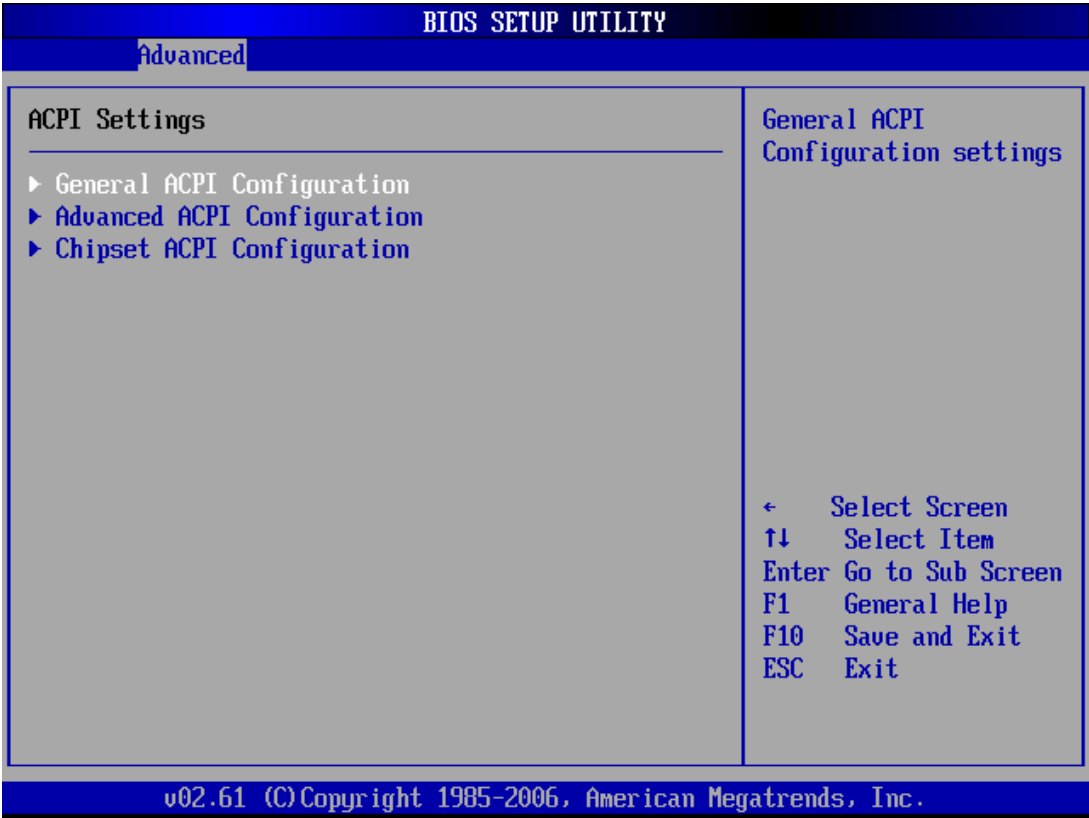 BIOS SETUP UTILITY
Advanced
ACPI Settings
▶ General ACPI Configuration
▶ Advanced ACPI Configuration
▶ Chipset ACPI Configuration
General ACPI
Configuration settings
← Select Screen
↑↓ Select Item
Enter Go to Sub Screen
F1 General Help
F10 Save and Exit
ESC Exit
v02.61 (C)Copyright 1985-2006, American Megatrends, Inc.